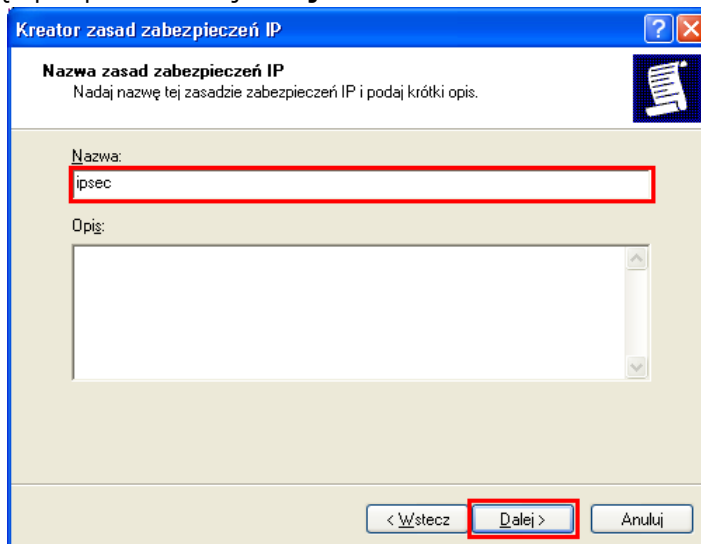 Kreator zasad zabezpieczeń IP
Nazwa zasad zabezpieczeń IP
Nadaj nazwę tej zasadzie zabezpieczeń IP i podaj krótki opis.
Nazwa:
ipsec
Opis:
< Wstecz Dalej > Anuluj